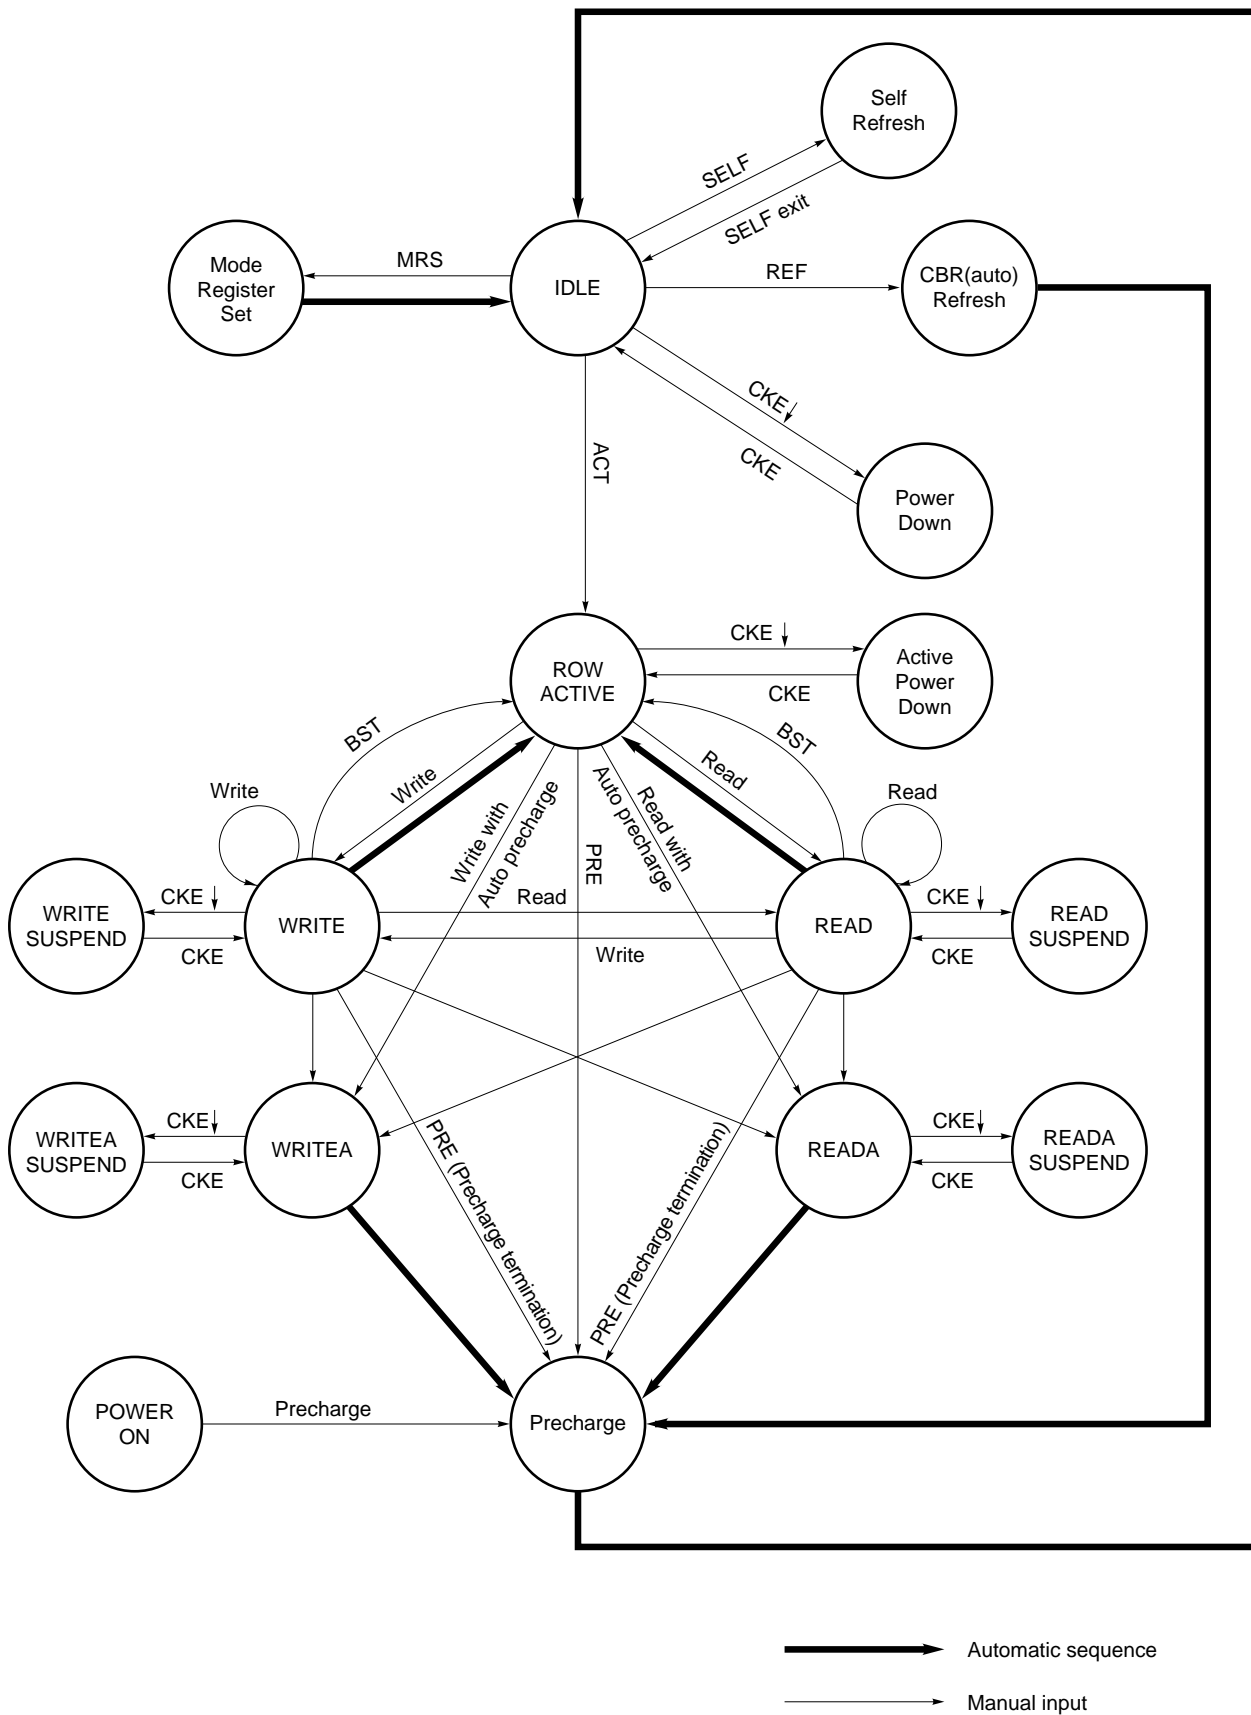 Self
Refresh
SELF
SELF exit
MRS
REF
Mode
Register
Set
IDLE
CBR(auto)
Refresh
CKE↓
CKE
ACT
Power
Down
ROW
ACTIVE
CKE ↓
CKE
Active
Power
Down
BST
Write
Write with
Auto precharge
PRE
Read with
Auto precharge
Read
BST
Write
Read
WRITE
SUSPEND
CKE ↓
CKE
WRITE
Read
Write
READ
CKE ↓
CKE
READ
SUSPEND
WRITEA
SUSPEND
CKE↓
CKE
WRITEA
PRE (Precharge termination)
PRE (Precharge termination)
READA
CKE↓
CKE
READA
SUSPEND
POWER
ON
Precharge
Precharge
Automatic sequence
Manual input